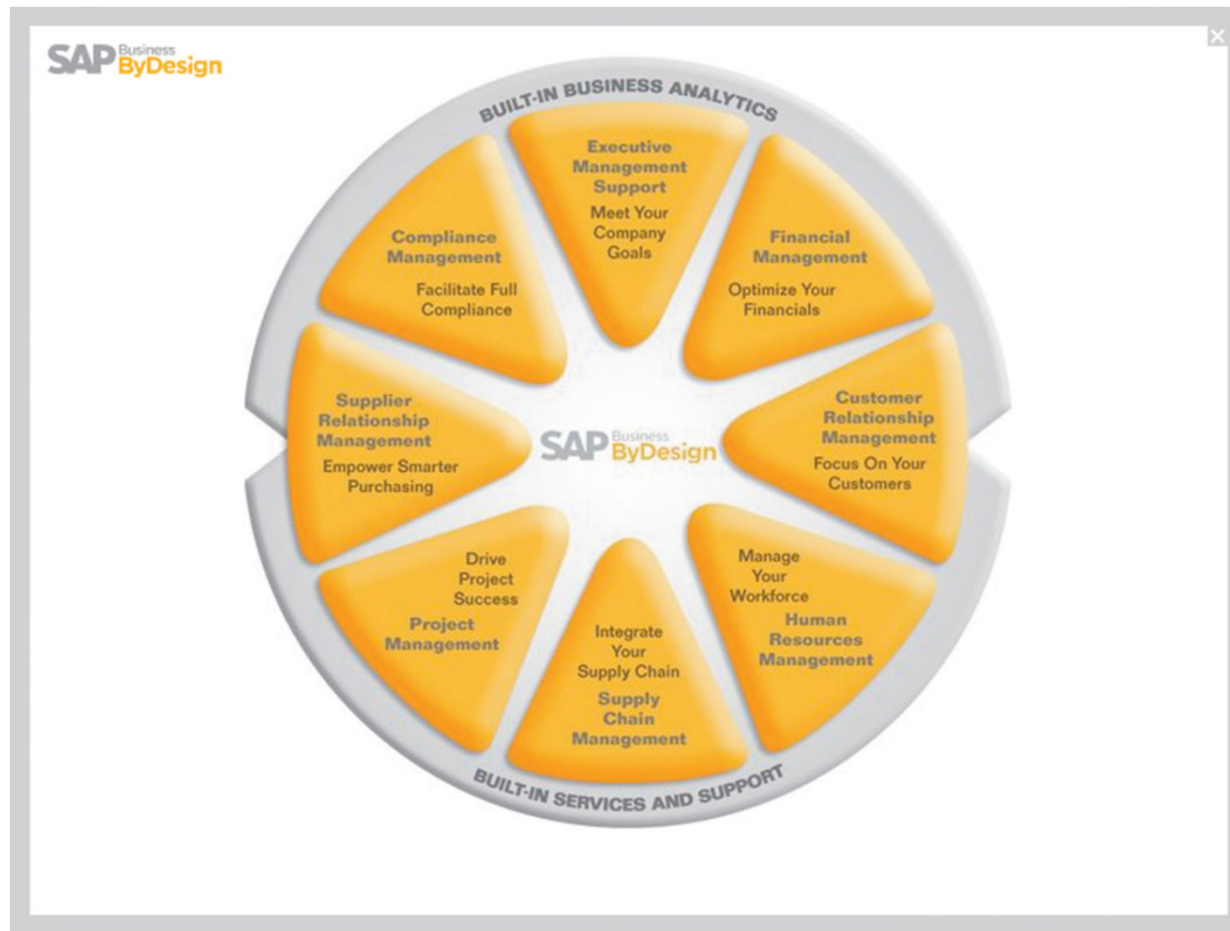 SAP Business
ByDesign
BUILT-IN BUSINESS ANALYTICS
Executive
Management
Support
Meet Your
Company
Goals
Financial
Management
Optimize Your
Financials
Customer
Relationship
Management
Focus On Your
Customers
Manage
Your
Workforce
Human
Resources
Management
Integrate
Your
Supply Chain
Supply
Chain
Management
Drive
Project
Success
Project
Management
Supplier
Relationship
Management
Empower Smarter
Purchasing
Compliance
Management
Facilitate Full
Compliance
SAP Business
ByDesign
BUILT-IN SERVICES AND SUPPORT